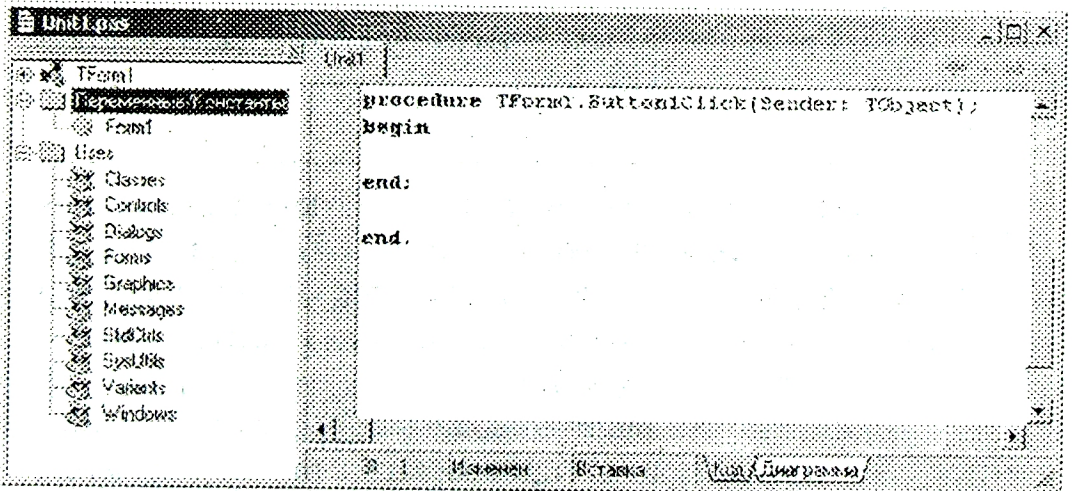 Unit1.pas
Unit1
TForm1
Переменные/Константы
Form1
Uses
Classes
Controls
Dialogs
Forms
Graphics
Messages
StdCtrls
SysUtils
Variants
Windows
procedure TForm1.Button1Click(Sender: TObject);
begin
end;
end.
Изменен
Вставка
Код
Диаграммы